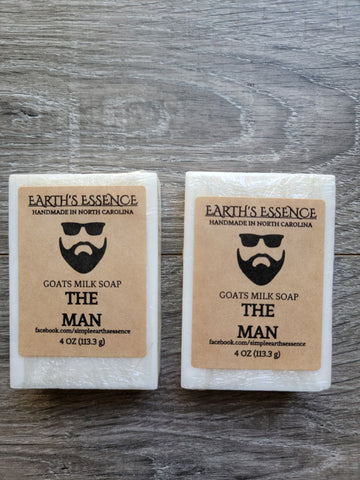 EARTH'S ESSENCE
HANDMADE IN NORTH CAROLINA
GOATS MILK SOAP
THE
MAN
facebook.com/simpleearthsessence
4 OZ (113.3 g)
EARTH'S ESSENCE
HANDMADE IN NORTH CAROLINA
GOATS MILK SOAP
THE
MAN
facebook.com/simpleearthsessence
4 OZ (113.3 g)